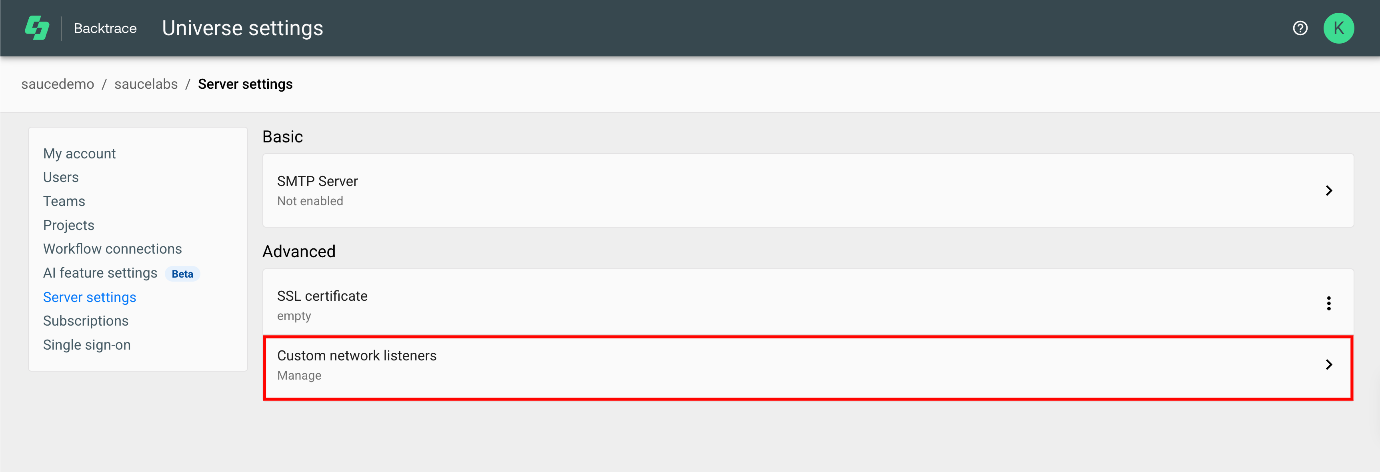 Backtrace Universe settings K
saucedemo / saucelabs / Server settings
My account
Users
Teams
Projects
Workflow connections
AI feature settings Beta
Server settings
Subscriptions
Single sign-on
Basic
SMTP Server
Not enabled
Advanced
SSL certificate
empty
Custom network listeners
Manage